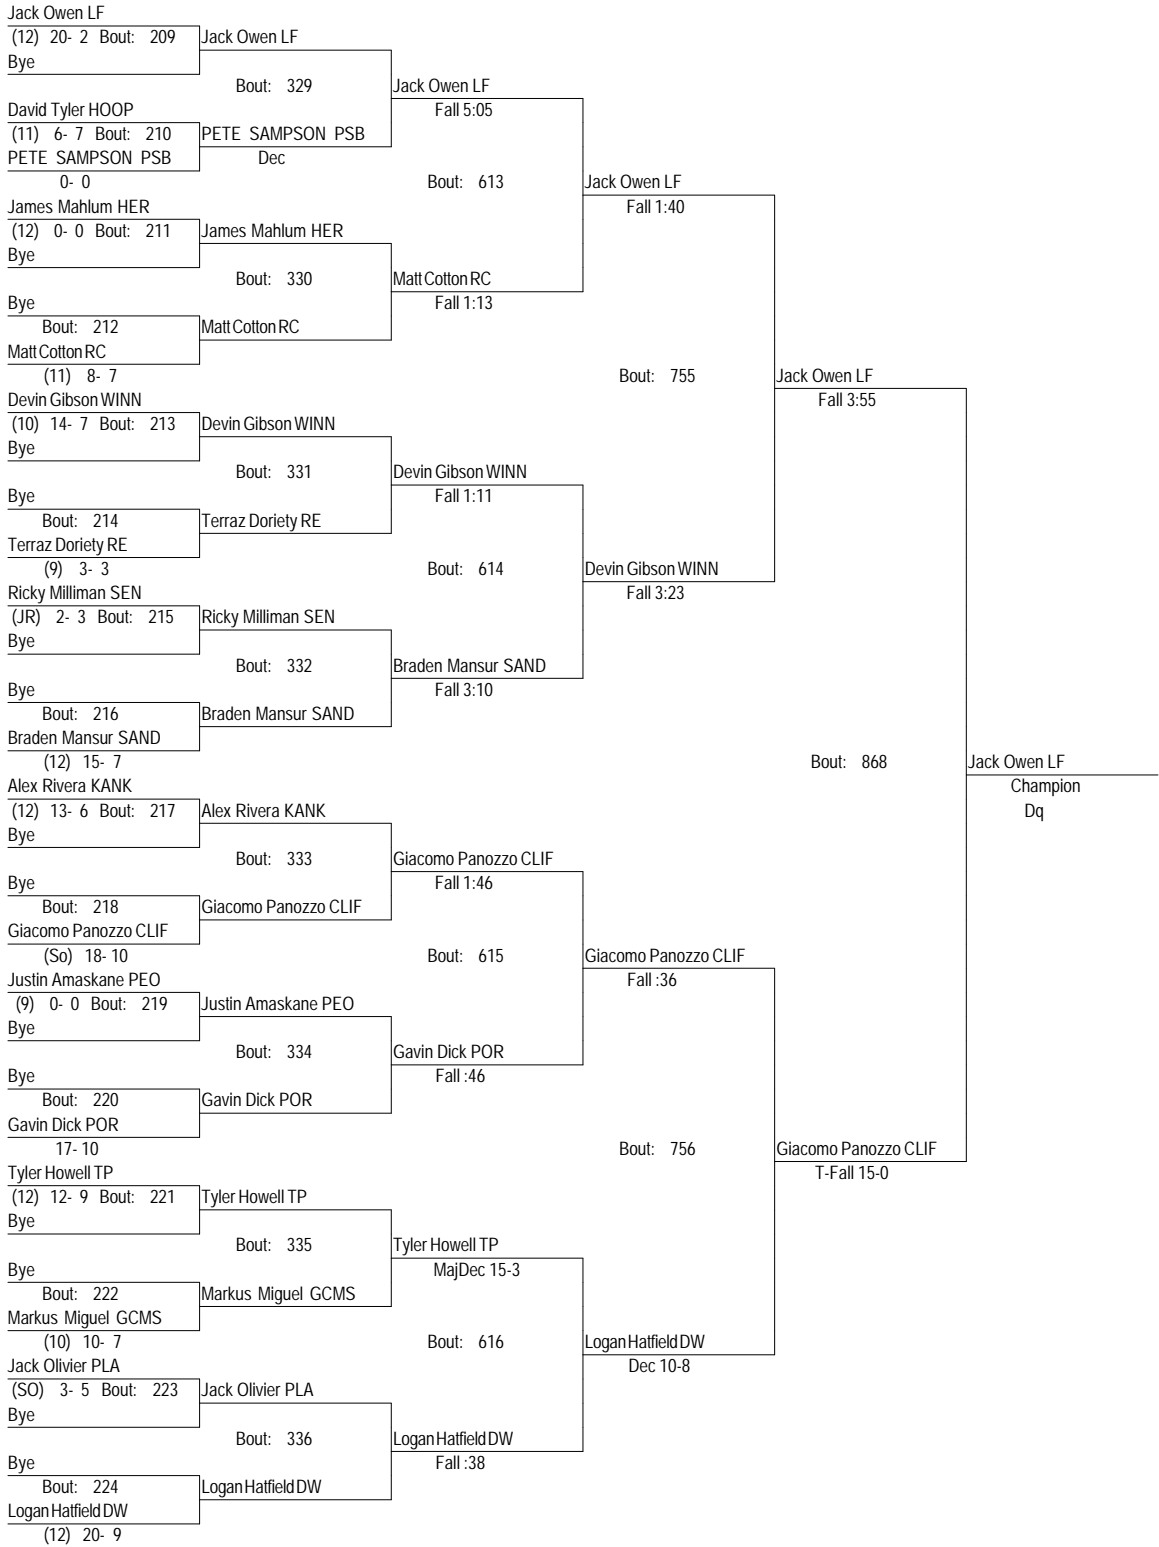 Jack Owen LF
(12) 20- 2 Bout: 209 Jack Owen LF
Bye
Bout: 329 Jack Owen LF
David Tyler HOOP Fall 5:05
(11) 6- 7 Bout: 210 PETE SAMPSON PSB
PETE SAMPSON PSB Dec
0- 0 Bout: 613 Jack Owen LF
James Mahlum HER Fall 1:40
(12) 0- 0 Bout: 211 James Mahlum HER
Bye
Bout: 330 Matt Cotton RC
Bye Fall 1:13
Bout: 212 Matt Cotton RC
Matt Cotton RC
(11) 8- 7 Bout: 755 Jack Owen LF
Devin Gibson WINN Fall 3:55
(10) 14- 7 Bout: 213 Devin Gibson WINN
Bye
Bout: 331 Devin Gibson WINN
Bye Fall 1:11
Bout: 214 Terraz Doriety RE
Terraz Doriety RE
(9) 3- 3 Bout: 614 Devin Gibson WINN
Ricky Milliman SEN Fall 3:23
(JR) 2- 3 Bout: 215 Ricky Milliman SEN
Bye
Bout: 332 Braden Mansur SAND
Bye Fall 3:10
Bout: 216 Braden Mansur SAND
Braden Mansur SAND
(12) 15- 7 Bout: 868 Jack Owen LF
Alex Rivera KANK Champion
(12) 13- 6 Bout: 217 Alex Rivera KANK Dq
Bye
Bout: 333 Giacomo Panozzo CLIF
Bye Fall 1:46
Bout: 218 Giacomo Panozzo CLIF
Giacomo Panozzo CLIF
(So) 18- 10 Bout: 615 Giacomo Panozzo CLIF
Justin Amaskane PEO Fall :36
(9) 0- 0 Bout: 219 Justin Amaskane PEO
Bye
Bout: 334 Gavin Dick POR
Bye Fall :46
Bout: 220 Gavin Dick POR
Gavin Dick POR
17- 10 Bout: 756 Giacomo Panozzo CLIF
Tyler Howell TP T-Fall 15-0
(12) 12- 9 Bout: 221 Tyler Howell TP
Bye
Bout: 335 Tyler Howell TP
Bye MajDec 15-3
Bout: 222 Markus Miguel GCMS
Markus Miguel GCMS
(10) 10- 7 Bout: 616 Logan Hatfield DW
Jack Olivier PLA Dec 10-8
(SO) 3- 5 Bout: 223 Jack Olivier PLA
Bye
Bout: 336 Logan Hatfield DW
Bye Fall :38
Bout: 224 Logan Hatfield DW
Logan Hatfield DW
(12) 20- 9